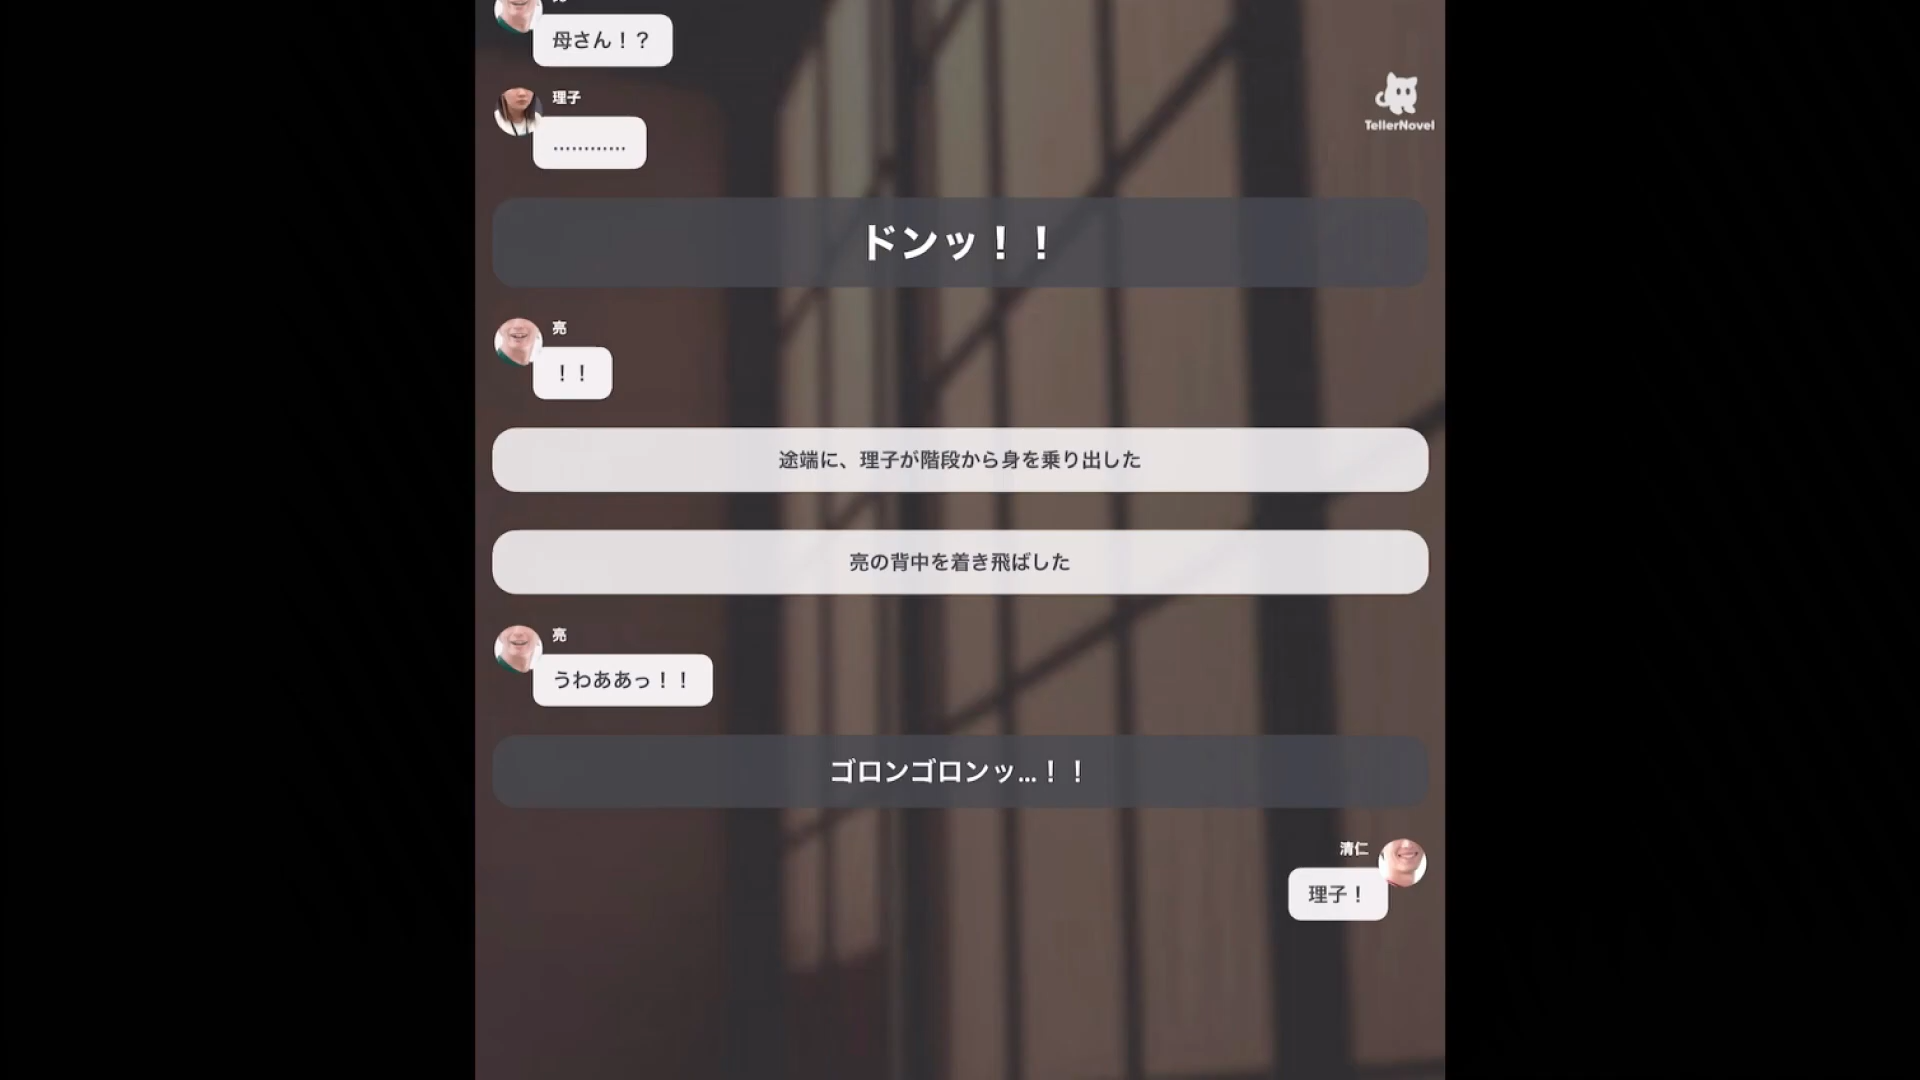 母さん！？
理子
…………
ドンッ！！
亮
！！
途端に、理子が階段から身を乗り出した
亮の背中を着き飛ばした
亮
うわああっ！！
ゴロンゴロンッ…！！
清仁
理子！
TellerNovel